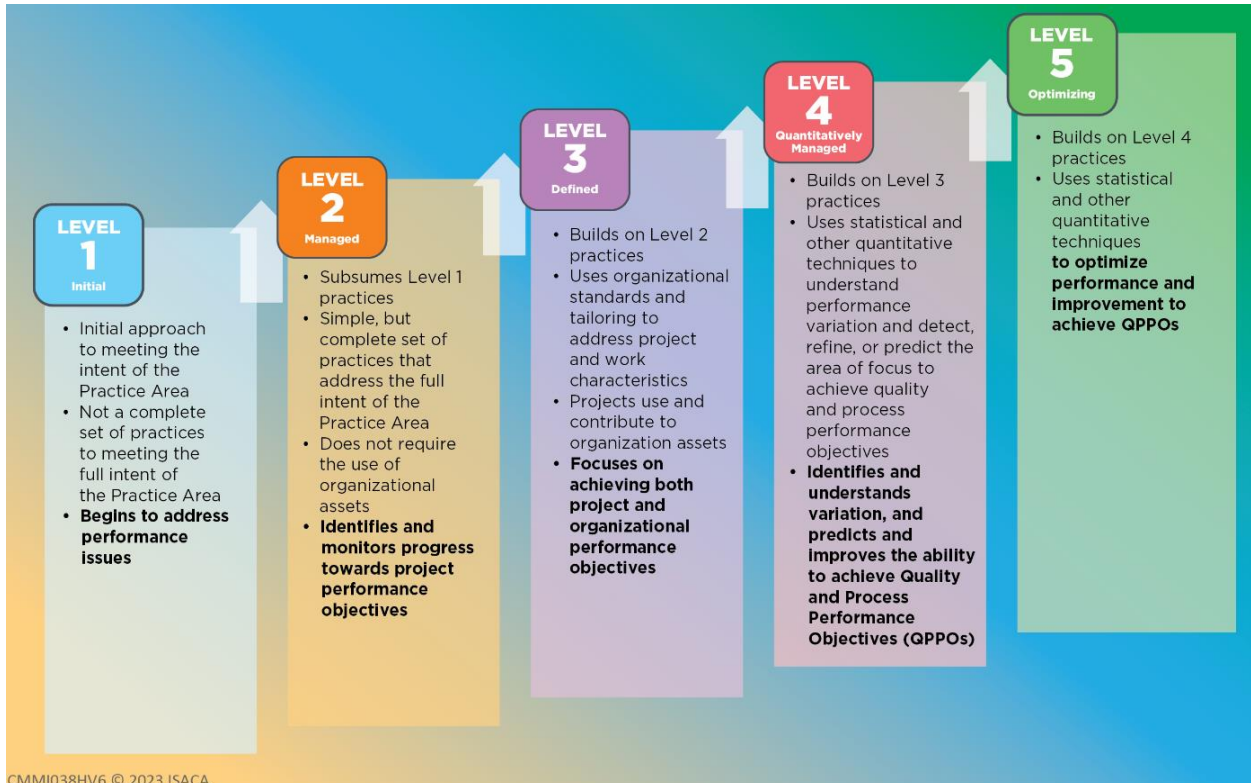 LEVEL
1
Initial
• Initial approach
to meeting the
intent of the
Practice Area
• Not a complete
set of practices
to meeting the
full intent of
the Practice Area
• Begins to address
performance
issues
LEVEL
2
Managed
• Subsumes Level 1
practices
• Simple, but
complete set of
practices that
address the full
intent of the
Practice Area
• Does not require
the use of
organizational
assets
• Identifies and
monitors progress
towards project
performance
objectives
LEVEL
3
Defined
• Builds on Level 2
practices
• Uses organizational
standards and
tailoring to
address project
and work
characteristics
• Projects use and
contribute to
organization assets
• Focuses on
achieving both
project and
organizational
performance
objectives
LEVEL
4
Quantitatively
Managed
• Builds on Level 3
practices
• Uses statistical and
other quantitative
techniques to
understand
performance
variation and detect,
refine, or predict the
area of focus to
achieve quality
and process
performance
objectives
• Identifies and
understands
variation, and
predicts and
improves the ability
to achieve Quality
and Process
Performance
Objectives (QPPOs)
LEVEL
5
Optimizing
• Builds on Level 4
practices
• Uses statistical
and other
quantitative
techniques
to optimize
performance and
improvement to
achieve QPPOs
CMMI038HV6 © 2023 ISACA